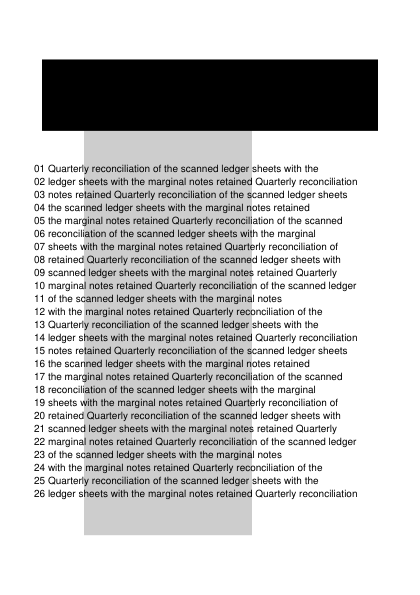 01 Quarterly reconciliation of the scanned ledger sheets with the
02 ledger sheets with the marginal notes retained Quarterly reconciliation
03 notes retained Quarterly reconciliation of the scanned ledger sheets
04 the scanned ledger sheets with the marginal notes retained
05 the marginal notes retained Quarterly reconciliation of the scanned
06 reconciliation of the scanned ledger sheets with the marginal
07 sheets with the marginal notes retained Quarterly reconciliation of
08 retained Quarterly reconciliation of the scanned ledger sheets with
09 scanned ledger sheets with the marginal notes retained Quarterly
10 marginal notes retained Quarterly reconciliation of the scanned ledger
11 of the scanned ledger sheets with the marginal notes
12 with the marginal notes retained Quarterly reconciliation of the
13 Quarterly reconciliation of the scanned ledger sheets with the
14 ledger sheets with the marginal notes retained Quarterly reconciliation
15 notes retained Quarterly reconciliation of the scanned ledger sheets
16 the scanned ledger sheets with the marginal notes retained
17 the marginal notes retained Quarterly reconciliation of the scanned
18 reconciliation of the scanned ledger sheets with the marginal
19 sheets with the marginal notes retained Quarterly reconciliation of
20 retained Quarterly reconciliation of the scanned ledger sheets with
21 scanned ledger sheets with the marginal notes retained Quarterly
22 marginal notes retained Quarterly reconciliation of the scanned ledger
23 of the scanned ledger sheets with the marginal notes
24 with the marginal notes retained Quarterly reconciliation of the
25 Quarterly reconciliation of the scanned ledger sheets with the
26 ledger sheets with the marginal notes retained Quarterly reconciliation